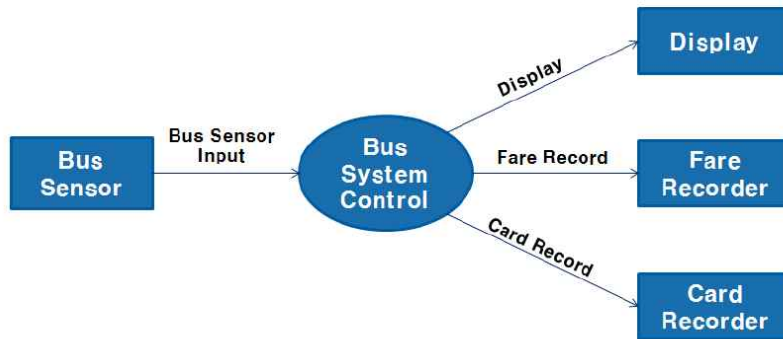 Display
Display
Bus Sensor
Input
Bus
Sensor
Bus
System
Control
Fare Record
Fare
Recorder
Card Record
Card
Recorder